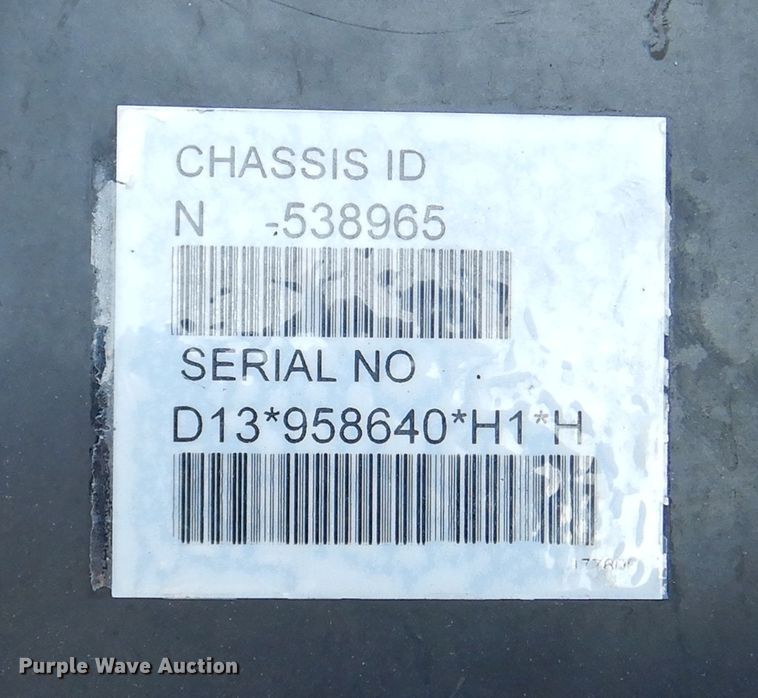 CHASSIS ID
N -538965
SERIAL NO
D13*958640*H1*H
Purple Wave Auction